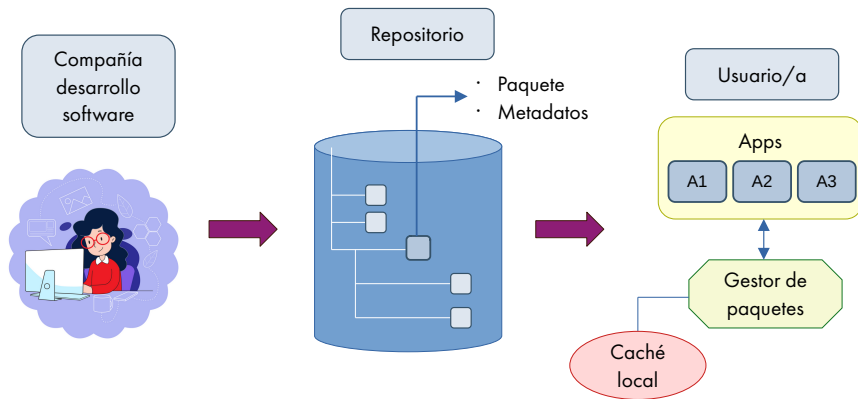 Compañía
desarrollo
software
Repositorio
· Paquete
· Metadatos
Usuario/a
Apps
A1
A2
A3
Gestor de
paquetes
Caché
local